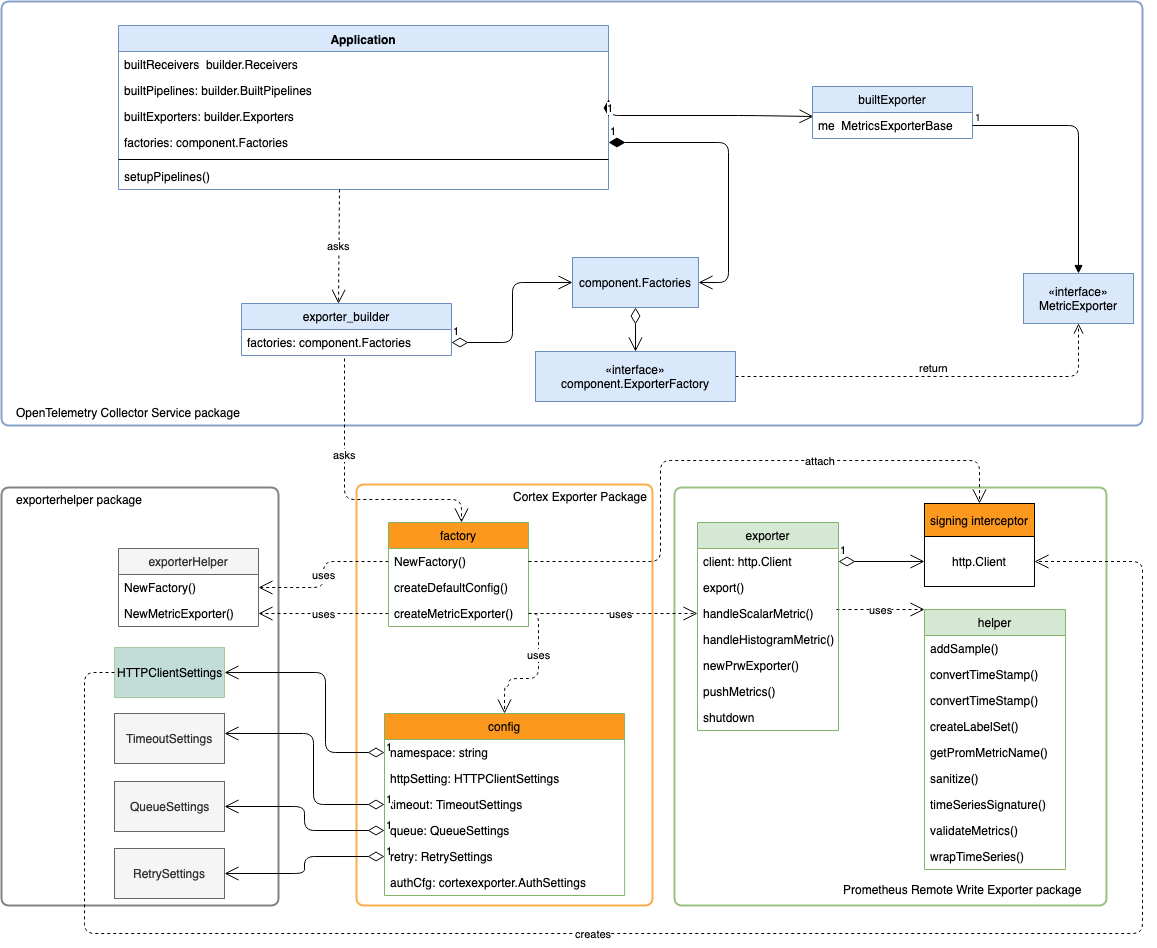 Application
builtReceivers  builder.Receivers
builtPipelines: builder.BuiltPipelines
builtExporters: builder.Exporters
factories: component.Factories
setupPipelines()
1
1
builtExporter
me  MetricsExporterBase
1
asks
component.Factories
«interface»
MetricExporter
exporter_builder
factories: component.Factories
1
«interface»
component.ExporterFactory
return
OpenTelemetry Collector Service package
asks
attach
exporterhelper package
Cortex Exporter Package
exporterHelper
NewFactory()
NewMetricExporter()
uses
uses
factory
NewFactory()
createDefaultConfig()
createMetricExporter()
uses
uses
exporter
client: http.Client
export()
handleScalarMetric()
handleHistogramMetric()
newPrwExporter()
pushMetrics()
shutdown
1
signing interceptor
http.Client
uses
helper
addSample()
convertTimeStamp()
convertTimeStamp()
createLabelSet()
getPromMetricName()
sanitize()
timeSeriesSignature()
validateMetrics()
wrapTimeSeries()
HTTPClientSettings
TimeoutSettings
QueueSettings
RetrySettings
config
1
namespace: string
httpSetting: HTTPClientSettings
1
timeout: TimeoutSettings
1
queue: QueueSettings
1
retry: RetrySettings
authCfg: cortexexporter.AuthSettings
Prometheus Remote Write Exporter package
creates